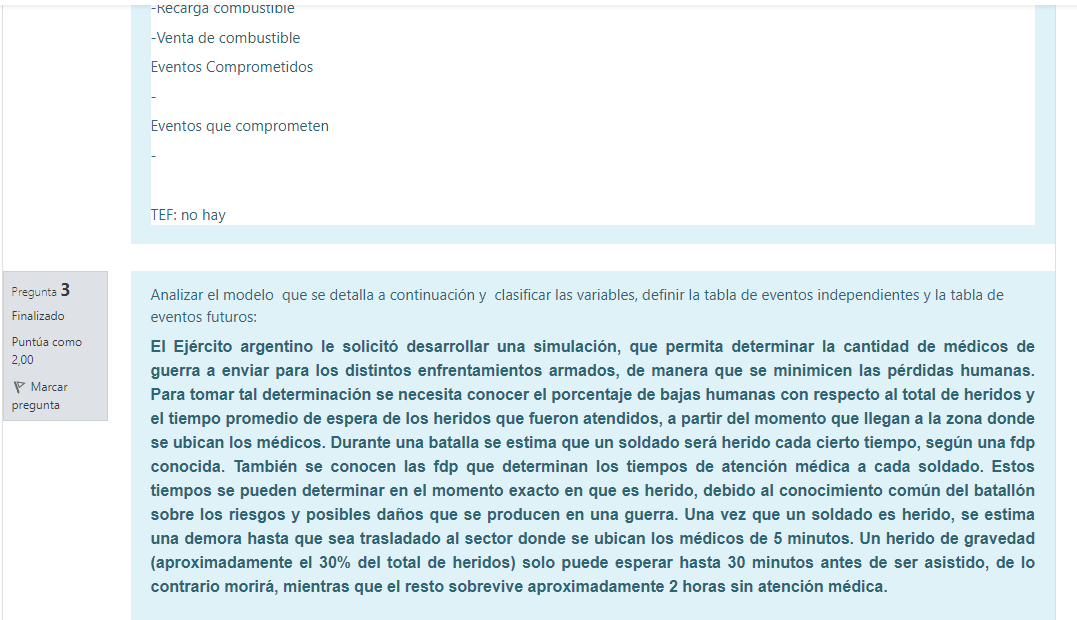 -Recarga combustible
-Venta de combustible
Eventos Comprometidos
-
Eventos que comprometen
-
TEF: no hay
Pregunta 3
Finalizado
Puntúa como
2,00
Marcar
pregunta
Analizar el modelo que se detalla a continuación y clasificar las variables, definir la tabla de eventos independientes y la tabla de
eventos futuros:
El Ejército argentino le solicitó desarrollar una simulación, que permita determinar la cantidad de médicos de
guerra a enviar para los distintos enfrentamientos armados, de manera que se minimicen las pérdidas humanas.
Para tomar tal determinación se necesita conocer el porcentaje de bajas humanas con respecto al total de heridos y
el tiempo promedio de espera de los heridos que fueron atendidos, a partir del momento que llegan a la zona donde
se ubican los médicos. Durante una batalla se estima que un soldado será herido cada cierto tiempo, según una fdp
conocida. También se conocen las fdp que determinan los tiempos de atención médica a cada soldado. Estos
tiempos se pueden determinar en el momento exacto en que es herido, debido al conocimiento común del batallón
sobre los riesgos y posibles daños que se producen en una guerra. Una vez que un soldado es herido, se estima
una demora hasta que sea trasladado al sector donde se ubican los médicos de 5 minutos. Un herido de gravedad
(aproximadamente el 30% del total de heridos) solo puede esperar hasta 30 minutos antes de ser asistido, de lo
contrario morirá, mientras que el resto sobrevive aproximadamente 2 horas sin atención médica.